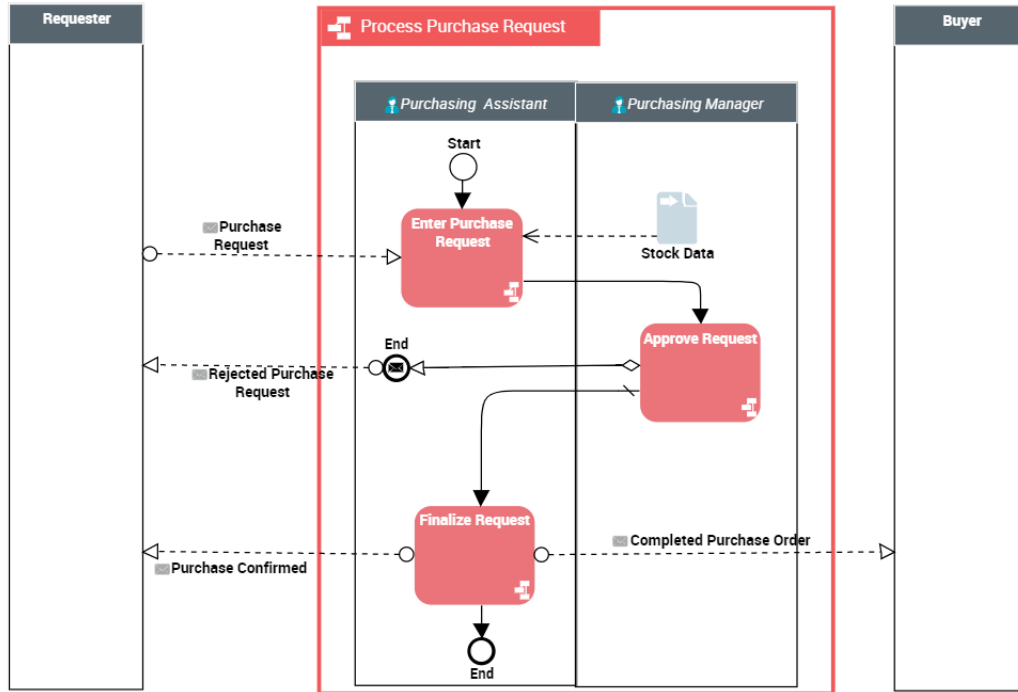 Requester
Process Purchase Request
Buyer
Purchasing Assistant
Purchasing Manager
Start
Enter Purchase
Request
Purchase
Request
Stock Data
End
Approve Request
Rejected Purchase
Request
Finalize Request
Completed Purchase Order
Purchase Confirmed
End